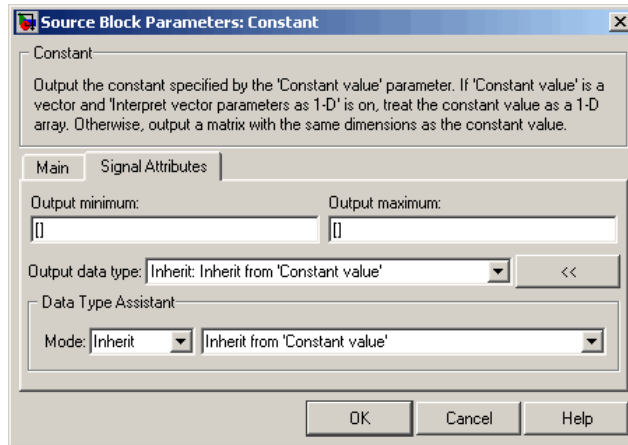 Source Block Parameters: Constant
Constant
Output the constant specified by the 'Constant value' parameter. If 'Constant value' is a
vector and 'Interpret vector parameters as 1-D' is on, treat the constant value as a 1-D
array. Otherwise, output a matrix with the same dimensions as the constant value.
Main Signal Attributes
Output minimum: Output maximum:
[] []
Output data type: Inherit: Inherit from 'Constant value' <<
Data Type Assistant
Mode: Inherit Inherit from 'Constant value'
OK Cancel Help